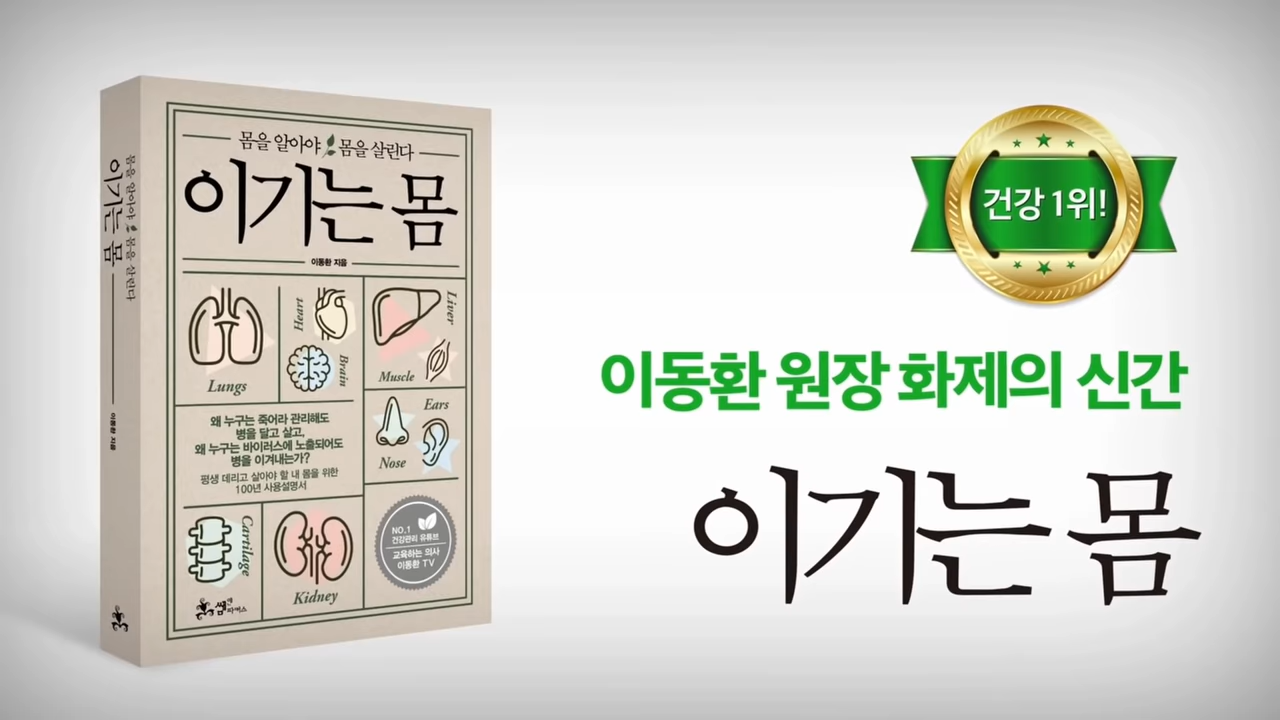 몸을 알아야 몸을 살린다
이기는 몸
이동환 지음
몸을 알아야 몸을 살린다
이기는 몸
이동환 지음
Lungs
Heart
Brain
Liver
Muscle
왜 누구는 죽어라 관리해도
병을 달고 살고,
왜 누구는 바이러스에 노출되어도
병을 이겨내는가?
평생 데리고 살아야 할 내 몸을 위한
100년 사용설명서
Ears
Nose
Cartilage
Kidney
NO.1
건강관리 유튜브
교육하는 의사
이동환 TV
쌤앤파커스
건강 1위!
이동환 원장 화제의 신간
이기는 몸